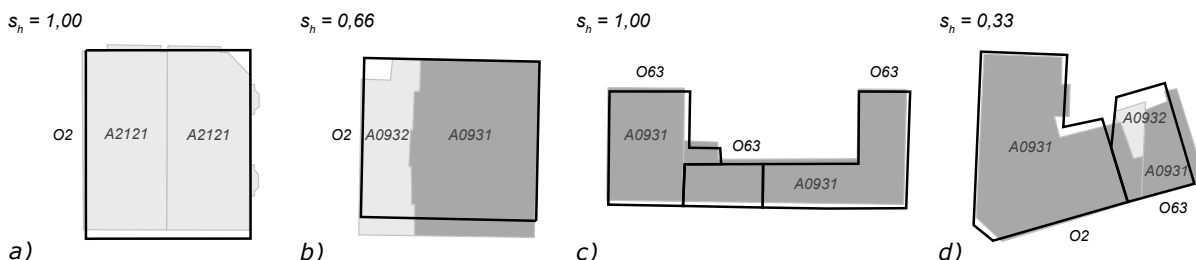 s_h = 1,00
s_h = 0,66
s_h = 1,00
s_h = 0,33
O63
O63
O2
A2121
A2121
O2
A0932
A0931
A0931
O63
A0931
A0931
A0932
A0931
O63
O2
a)
b)
c)
d)